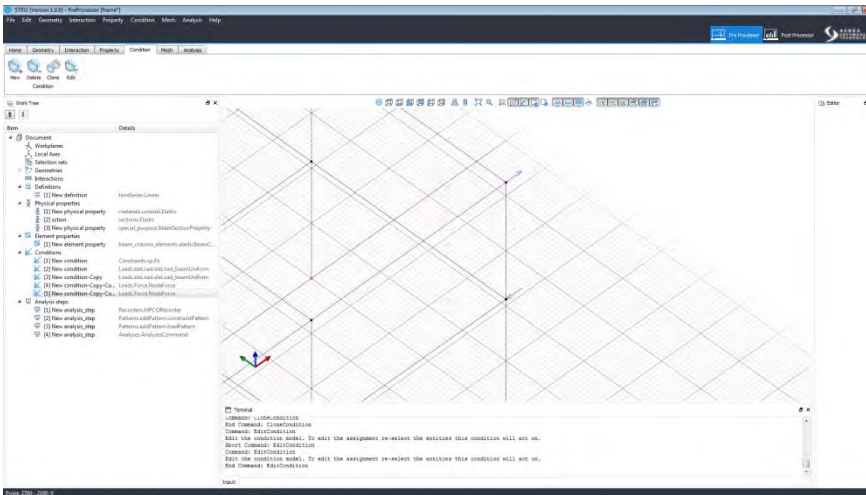 STKO (Version 1.0.0) - PreProcessor [frame*]
File Edit Geometry Interaction Property Condition Mesh Analysis Help
Pre Processor Post Processor
Home Geometry Interaction Property Condition Mesh Analysis
New Delete Clone Edit
Condition
Work Tree
Editor
Item Details
Document
Workplanes
Local Axes
Selection sets
Geometries
Interactions
Definitions
[1] New definition timeSeries.Linear
Physical properties
[1] New physical property materials.uniaxial.Elastic
[2] sction sections.Elastic
[3] New physical property special_purpose.BeamSectionProperty
Element properties
[1] New element property beam_column_elements.elasticBeamC...
Conditions
[1] New condition Constraints.sp.fix
[2] New condition Loads.eleLoad.eleLoad_beamUniform
[3] New condition-Copy Loads.eleLoad.eleLoad_beamUniform
[4] New condition-Copy-Co... Loads.Force.NodeForce
[5] New condition-Copy-Co... Loads.Force.NodeForce
Analysis steps
[1] New analysis_step Recorders.MPCORecorder
[2] New analysis_step Patterns.addPattern.constraintPattern
[3] New analysis_step Patterns.addPattern.loadPattern
[4] New analysis_step Analyses.AnalysesCommand
Terminal
Command: CloneCondition
End Command: CloneCondition
Command: EditCondition
Edit the condition model. To edit the assignment re-select the entities this condition will act on.
Abort Command: EditCondition
Command: EditCondition
Edit the condition model. To edit the assignment re-select the entities this condition will act on.
End Command: EditCondition
Input: